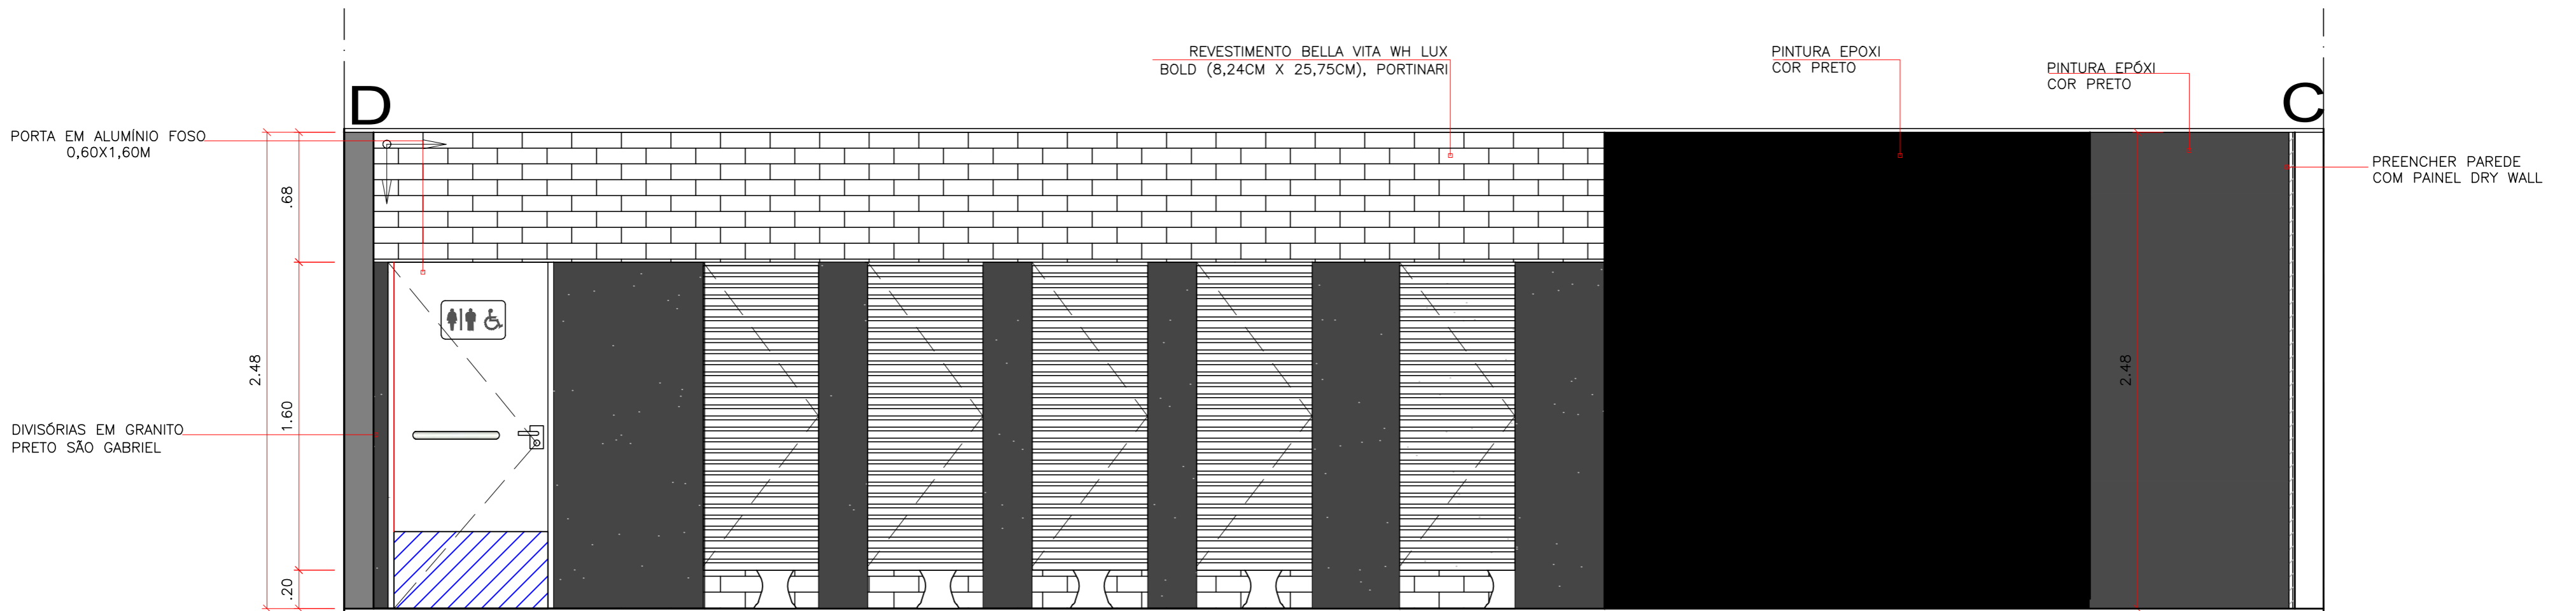 REVESTIMENTO BELLA VITA WH LUX
BOLD (8,24CM X 25,75CM), PORTINARI
PINTURA EPOXI
COR PRETO
PINTURA EPÓXI
COR PRETO
D
C
PORTA EM ALUMÍNIO FOSO
0,60X1,60M
PREENCHER PAREDE
COM PAINEL DRY WALL
.68
2.48
1.60
2.48
DIVISÓRIAS EM GRANITO
PRETO SÃO GABRIEL
.20